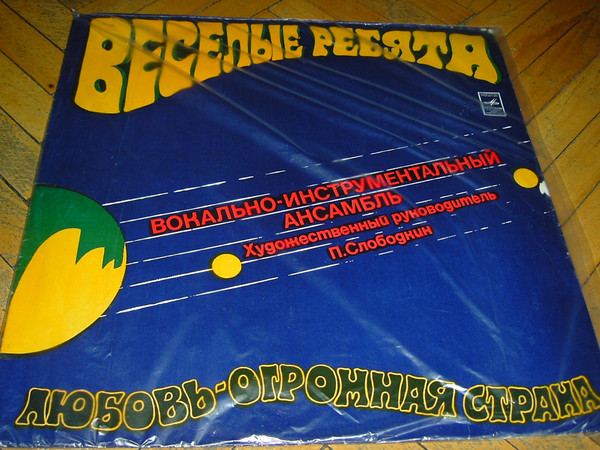 ВЕСЕЛЫЕ РЕБЯТА
ВОКАЛЬНО-ИНСТРУМЕНТАЛЬНЫЙ
АНСАМБЛЬ
Художественный руководитель
П.Слободкин
ЛЮБОВЬ-ОГРОМНАЯ СТРАНА